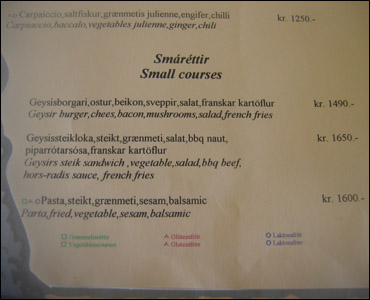 Carpaiccio,saltfiskur,grænmetis julienne,engifer,chilli kr. 1250.-
Carpaiccio,baccalo,vegetables julienne,ginger,chili
Smáréttir
Small courses
Geysisborgari,ostur,beikon,sveppir,salat,franskar kartöflur kr. 1490.-
Geysir burger,chees,bacon,mushrooms,salad,french fries
Geysissteikloka,steikt,grænmeti,salat,bbq naut, kr. 1650.-
piparrótarsósa,franskar kartöflur
Geysirs steik sandwich ,vegetable,salad,bbq beef,
hors-radis sauce, french fries
Pasta,steikt,grænmeti,sesam,balsamic kr. 1600.-
Parta,fried,vegetable,sesam,balsamic